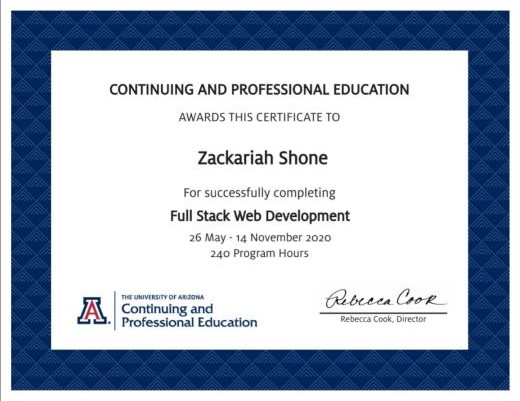 CONTINUING AND PROFESSIONAL EDUCATION
AWARDS THIS CERTIFICATE TO
Zackariah Shone
For successfully completing
Full Stack Web Development
26 May - 14 November 2020
240 Program Hours
THE UNIVERSITY OF ARIZONA
Continuing and
Professional Education
A
Rebecca Cook
Rebecca Cook, Director